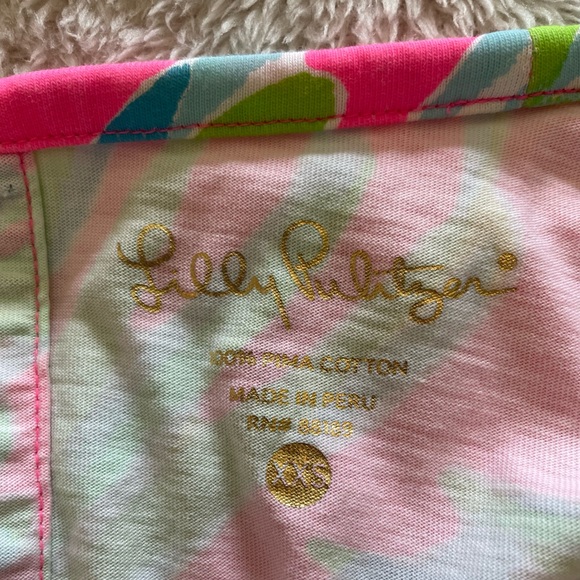 Lilly Pulitzer®
100% PIMA COTTON
MADE IN PERU
RN#
XXS